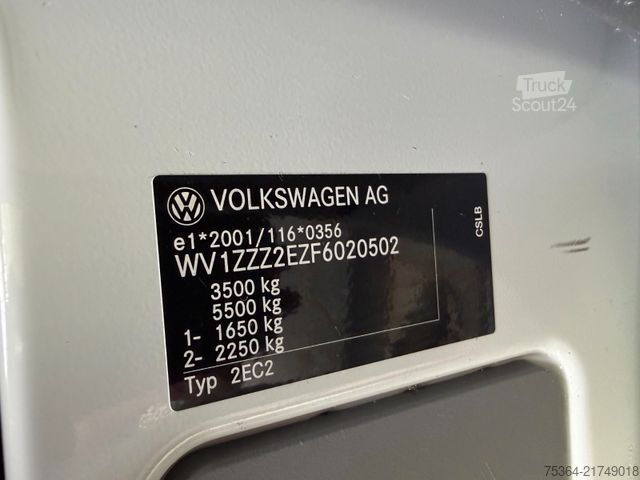 Truck
Scout24
VOLKSWAGEN AG
e1*2001/116*0356
WV1ZZZ2EZF6020502
3500 kg
5500 kg
1- 1650 kg
2- 2250 kg
Typ 2EC2
CSLB
75364-21749018